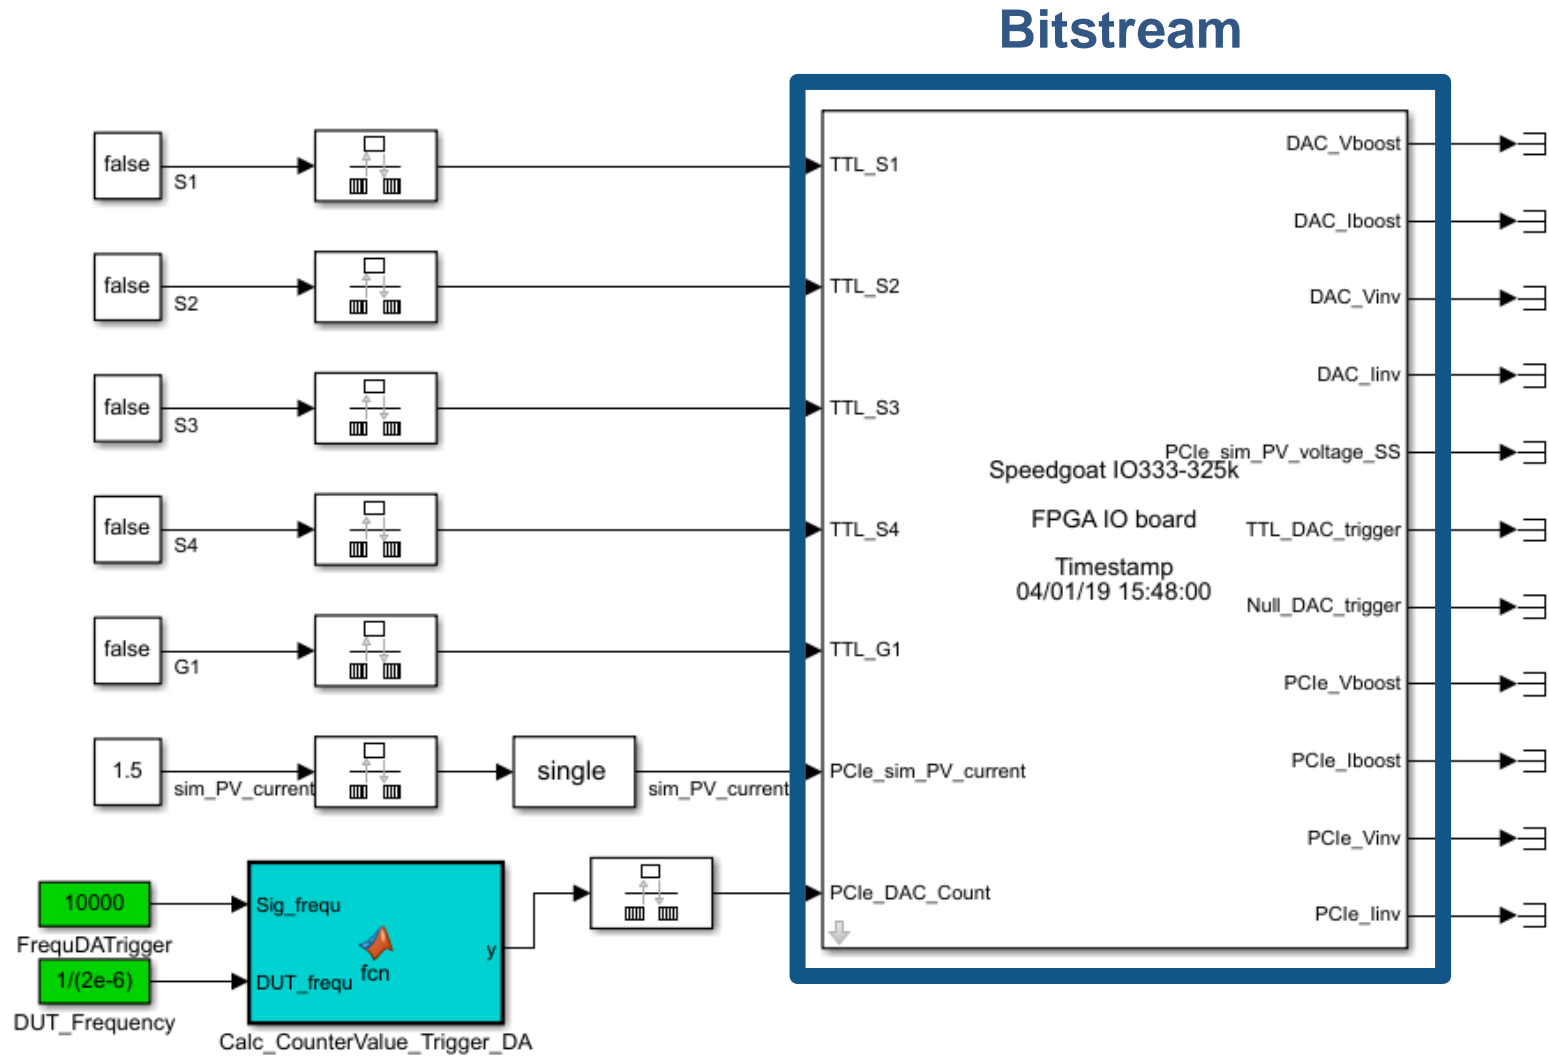 Bitstream
false
S1
TTL_S1
DAC_Vboost
DAC_Iboost
false
S2
TTL_S2
DAC_Vinv
DAC_Iinv
false
S3
TTL_S3
PCIe_sim_PV_voltage_SS
Speedgoat IO333-325k
false
S4
TTL_S4
FPGA IO board
TTL_DAC_trigger
Timestamp
04/01/19 15:48:00
Null_DAC_trigger
false
G1
TTL_G1
PCIe_Vboost
PCIe_Iboost
1.5
sim_PV_current
single
sim_PV_current
PCIe_sim_PV_current
PCIe_Vinv
PCIe_DAC_Count
PCIe_Iinv
10000
FrequDATrigger
1/(2e-6)
DUT_Frequency
Sig_frequ
DUT_frequ
fcn
y
Calc_CounterValue_Trigger_DA